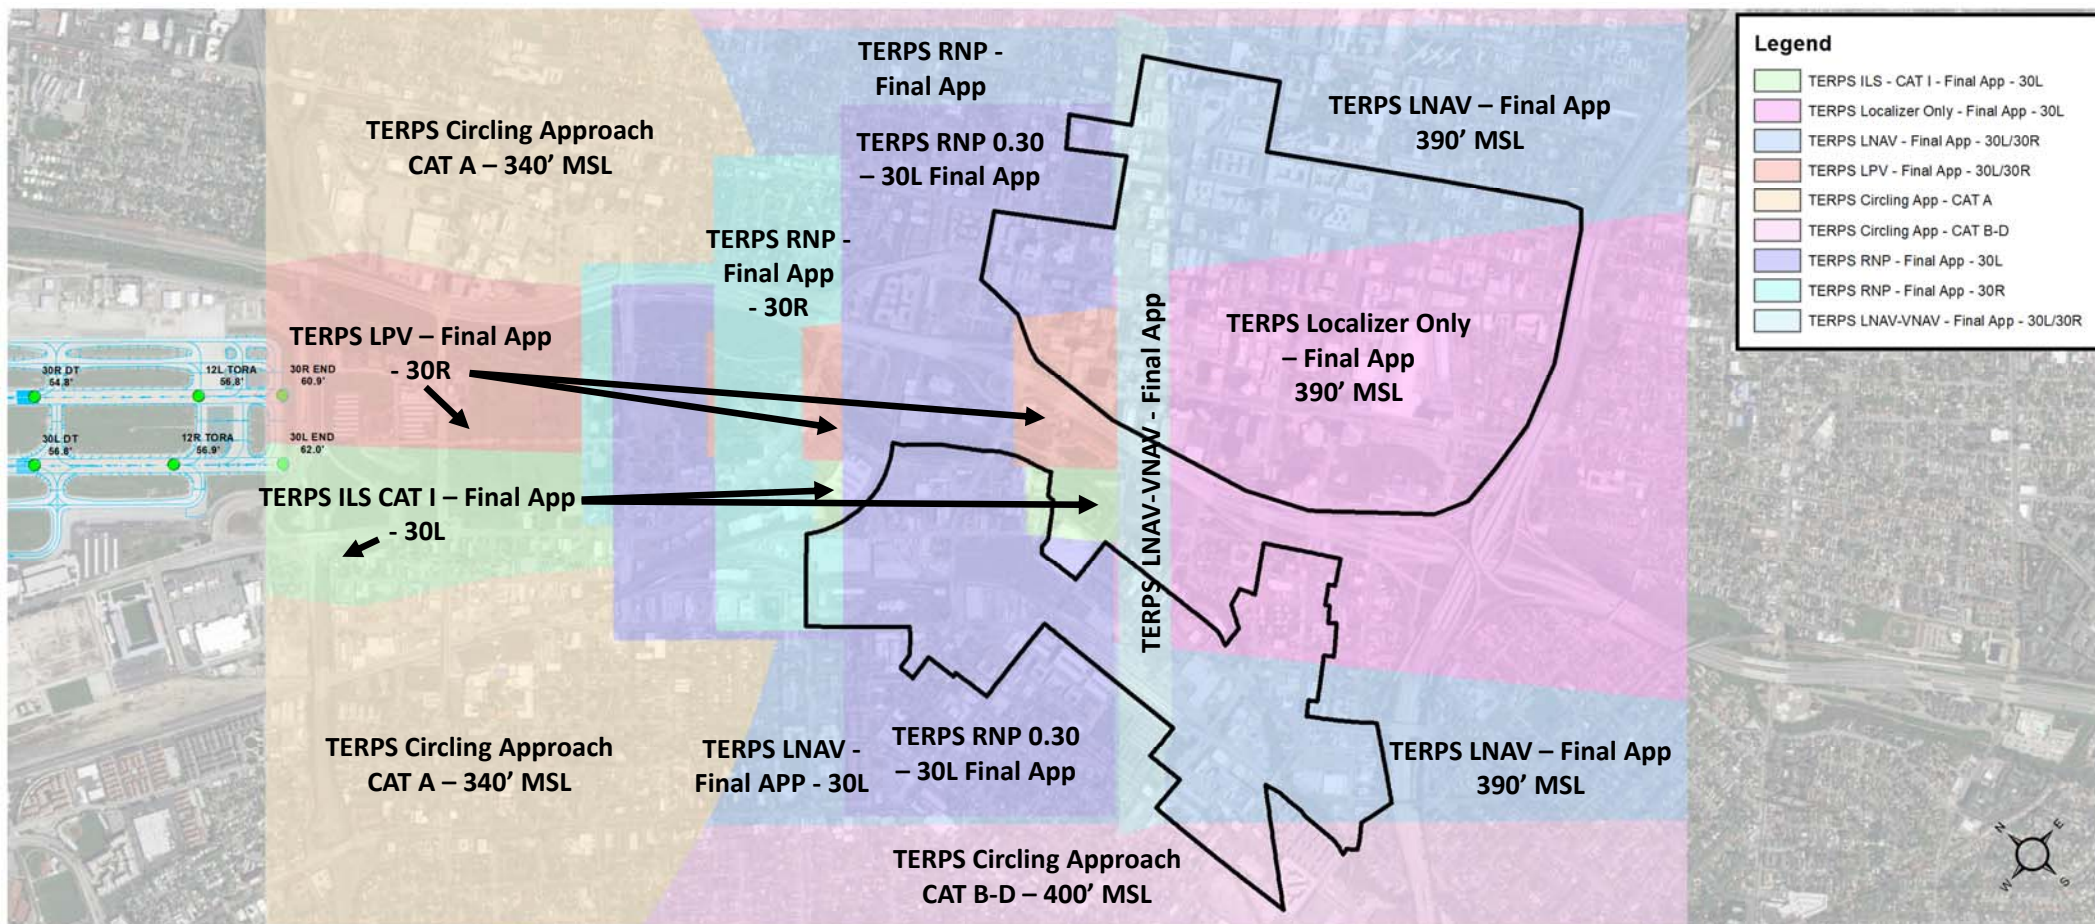 TERPS RNP -
Final App
TERPS Circling Approach
CAT A – 340' MSL
TERPS RNP 0.30
– 30L Final App
TERPS LNAV – Final App
390' MSL
Legend
TERPS ILS - CAT I - Final App - 30L
TERPS Localizer Only - Final App - 30L
TERPS LNAV - Final App - 30L/30R
TERPS LPV - Final App - 30L/30R
TERPS Circling App - CAT A
TERPS Circling App - CAT B-D
TERPS RNP - Final App - 30L
TERPS RNP - Final App - 30R
TERPS LNAV-VNAV - Final App - 30L/30R
TERPS RNP -
Final App
- 30R
TERPS LPV – Final App
- 30R
TERPS Localizer Only
– Final App
390' MSL
TERPS LNAV-VNAV - Final App
30R DT
54.8'
12L TORA
56.8'
30R END
60.9'
30L DT
56.8'
12R TORA
56.9'
30L END
62.0'
TERPS ILS CAT I – Final App
- 30L
TERPS Circling Approach
CAT A – 340' MSL
TERPS LNAV -
Final APP - 30L
TERPS RNP 0.30
– 30L Final App
TERPS LNAV – Final App
390' MSL
TERPS Circling Approach
CAT B-D – 400' MSL
N
E
W
S